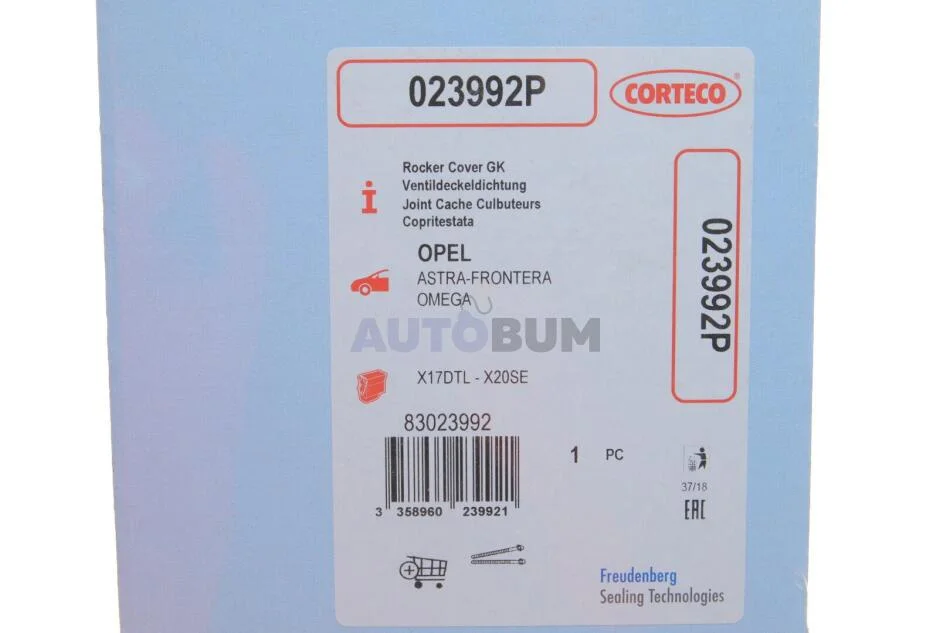 023992P
CORTECO®
Rocker Cover GK
Ventildeckeldichtung
Joint Cache Culbuteurs
Copritestata
OPEL
ASTRA-FRONTERA
OMEGA
AUTOBUM
X17DTL - X20SE
023992P
83023992
3 358960 239921
1 PC
37/18
EAC
Freudenberg
Sealing Technologies